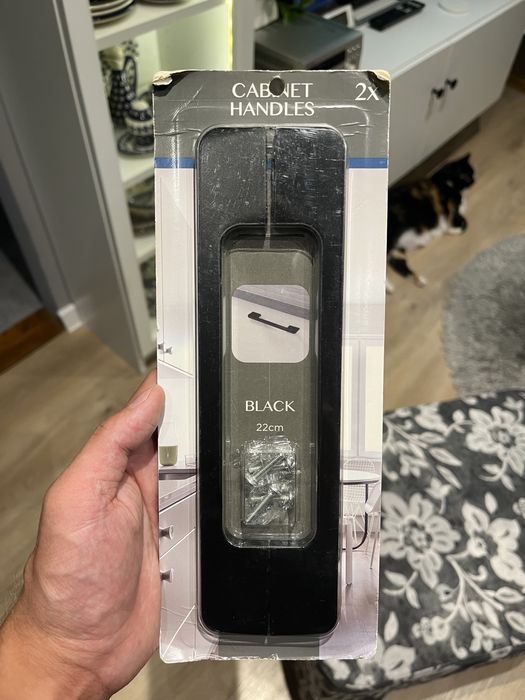 CABINET
HANDLES
2x
BLACK
22cm